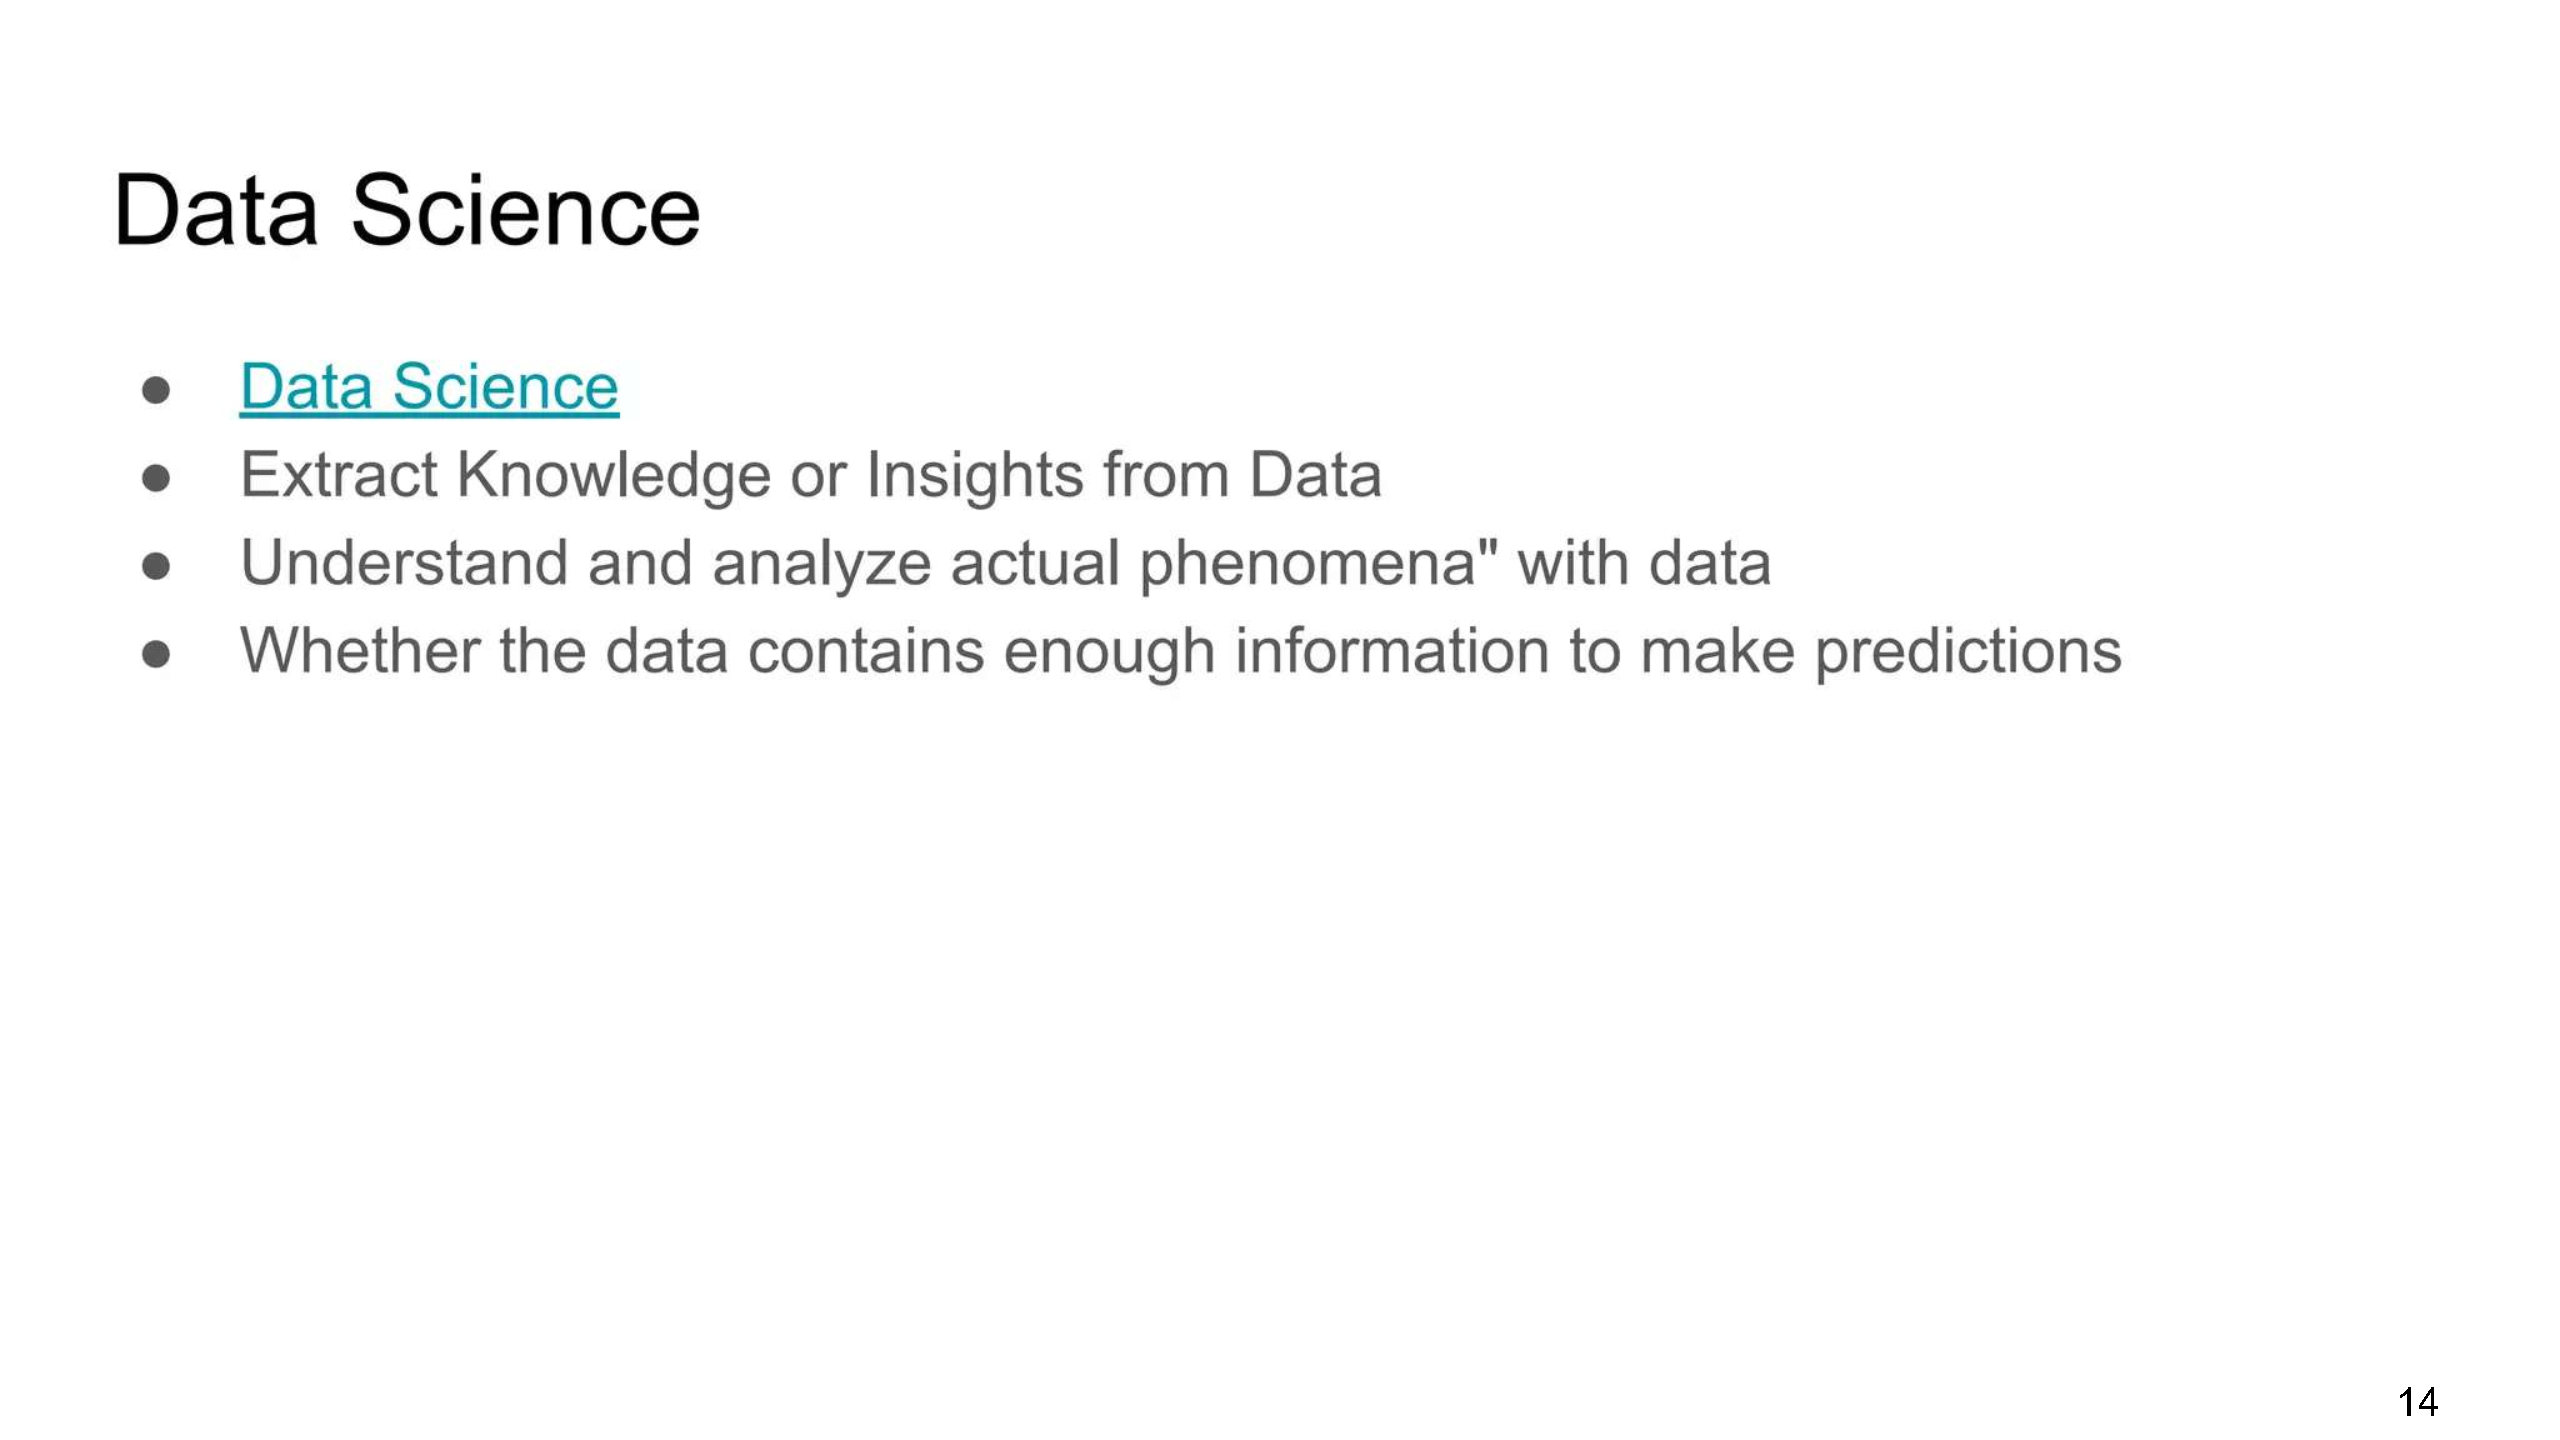 Data Science
● Data Science
● Extract Knowledge or Insights from Data
● Understand and analyze actual phenomena" with data
● Whether the data contains enough information to make predictions
14